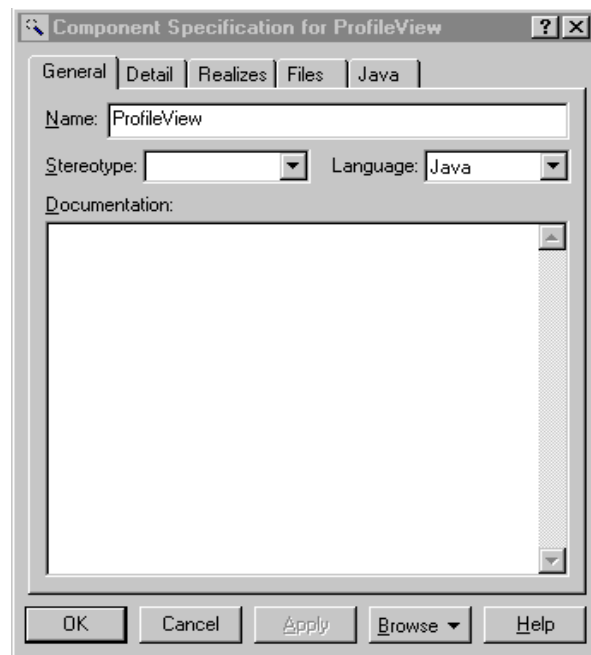 Component Specification for ProfileView ? X
General Detail Realizes Files Java
Name: ProfileView
Stereotype: Language: Java
Documentation:
OK Cancel Apply Browse Help